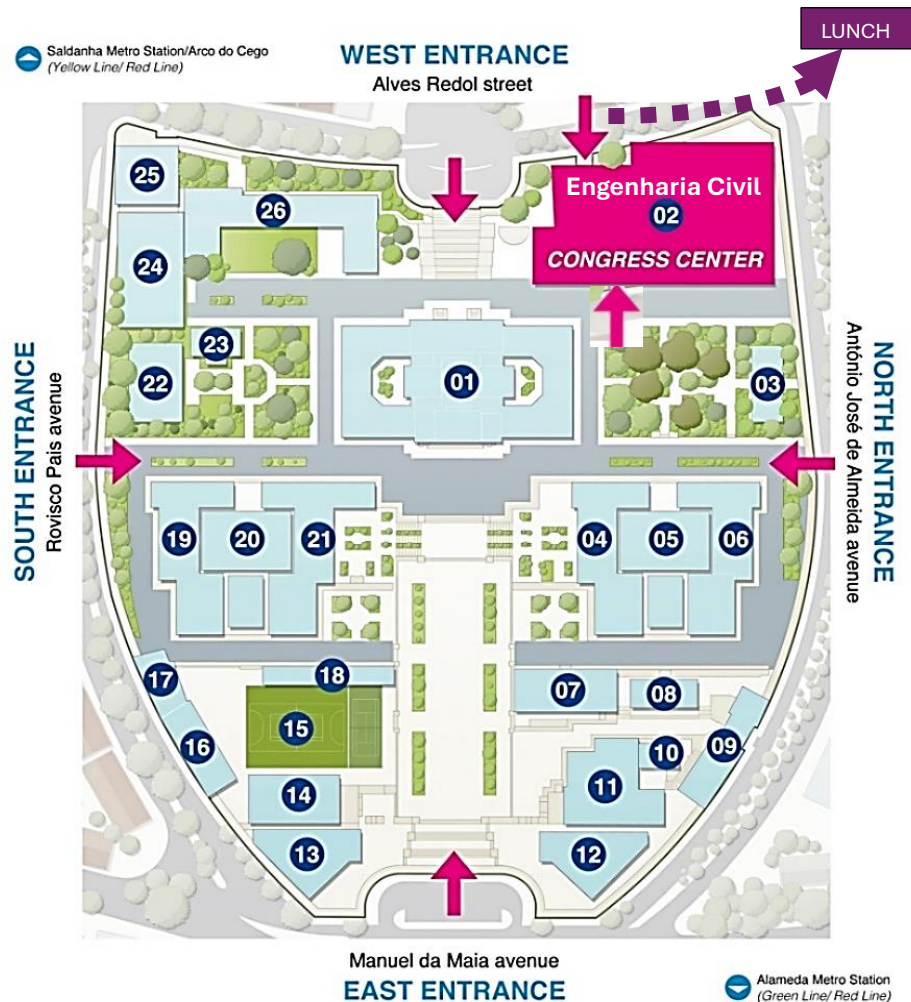 LUNCH
Saldanha Metro Station/Arco do Cego
(Yellow Line/ Red Line)
WEST ENTRANCE
Alves Redol street
25
26
Engenharia Civil
02
CONGRESS CENTER
24
23
22
01
03
SOUTH ENTRANCE
Rovisco Pais avenue
NORTH ENTRANCE
António José de Almeida avenue
19
20
21
04
05
06
17
18
07
08
15
16
10
09
14
11
13
12
Manuel da Maia avenue
EAST ENTRANCE
Alameda Metro Station
(Green Line/ Red Line)